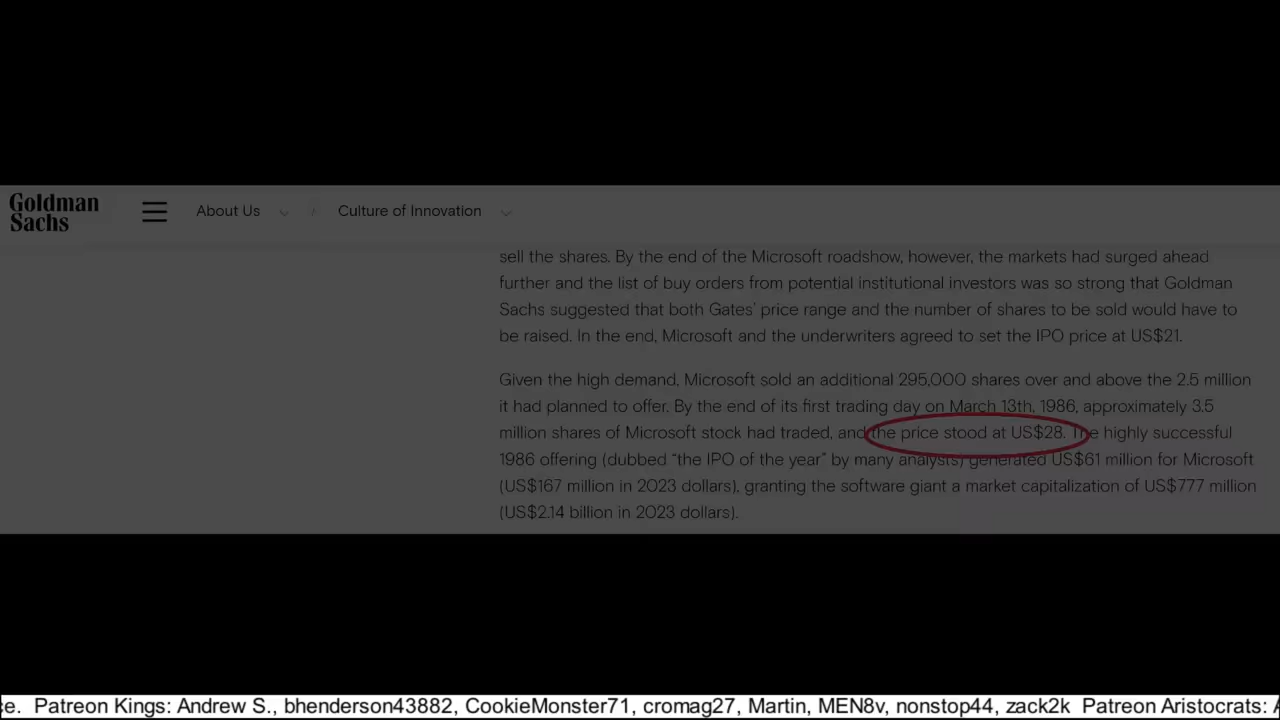 Goldman
Sachs
About Us / Culture of Innovation
sell the shares. By the end of the Microsoft roadshow, however, the markets had surged ahead
further and the list of buy orders from potential institutional investors was so strong that Goldman
Sachs suggested that both Gates' price range and the number of shares to be sold would have to
be raised. In the end, Microsoft and the underwriters agreed to set the IPO price at US$21.
Given the high demand, Microsoft sold an additional 295,000 shares over and above the 2.5 million
it had planned to offer. By the end of its first trading day on March 13th, 1986, approximately 3.5
million shares of Microsoft stock had traded, and the price stood at US$28. The highly successful
1986 offering (dubbed “the IPO of the year” by many analysts) generated US$61 million for Microsoft
(US$167 million in 2023 dollars), granting the software giant a market capitalization of US$777 million
(US$2.14 billion in 2023 dollars).
ce. Patreon Kings: Andrew S., bhenderson43882, CookieMonster71, cromag27, Martin, MEN8v, nonstop44, zack2k Patreon Aristocrats: